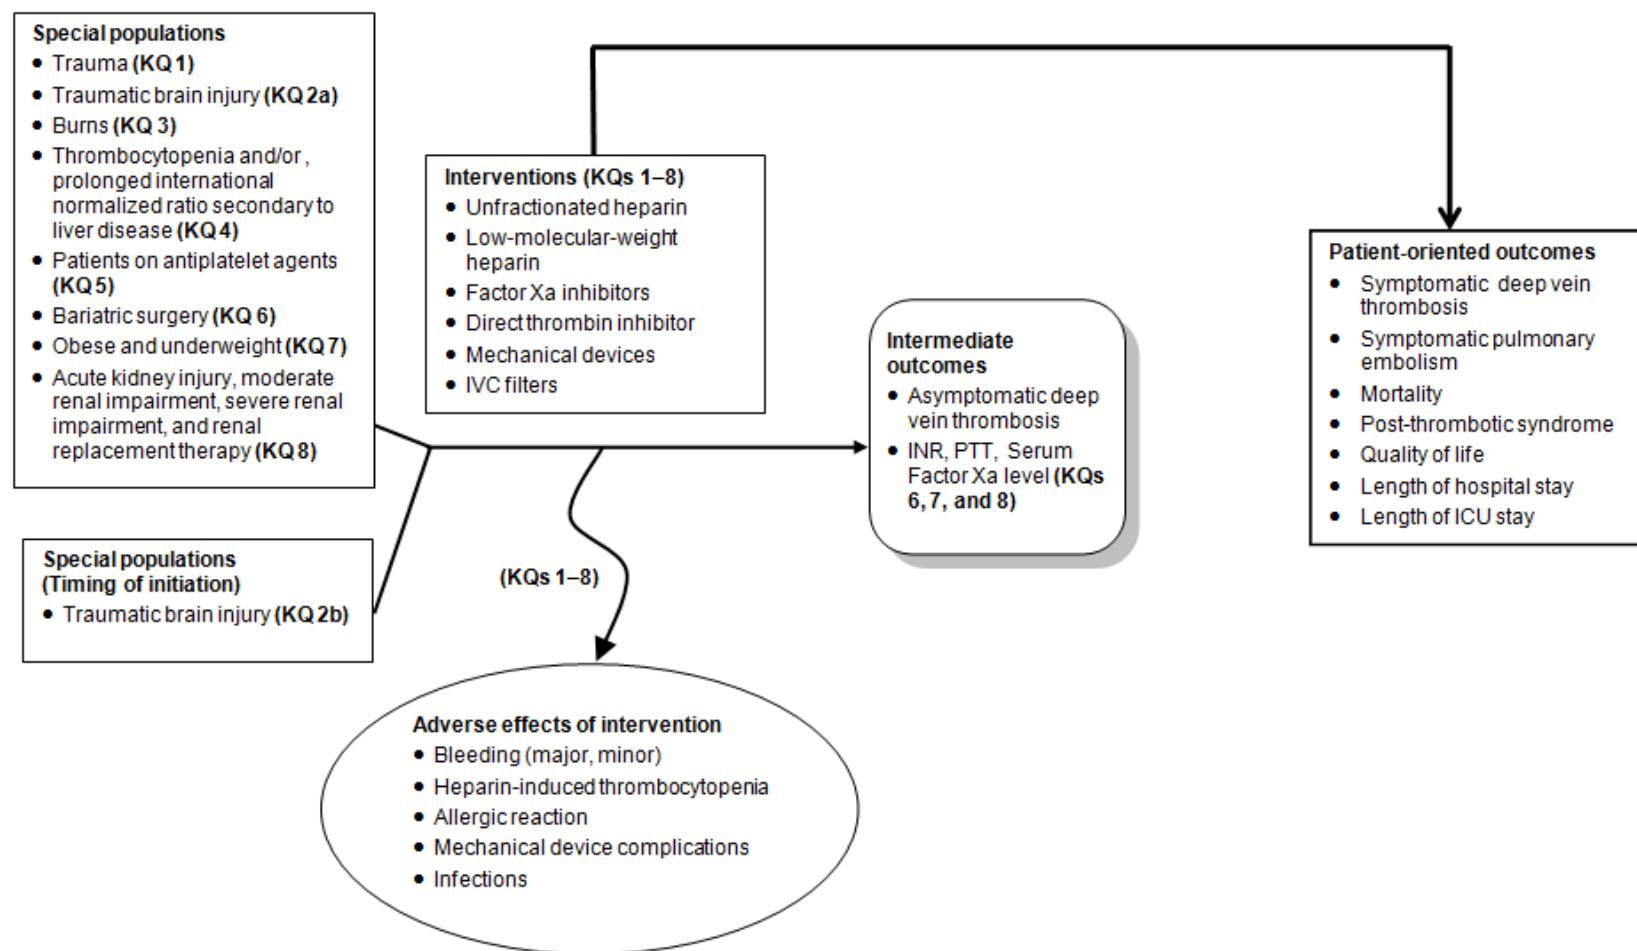 Special populations
• Trauma (KQ 1)
• Traumatic brain injury (KQ 2a)
• Burns (KQ 3)
• Thrombocytopenia and/or ,
prolonged international
normalized ratio secondary to
liver disease (KQ 4)
• Patients on antiplatelet agents
(KQ 5)
• Bariatric surgery (KQ 6)
• Obese and underweight (KQ 7)
• Acute kidney injury, moderate
renal impairment, severe renal
impairment, and renal
replacement therapy (KQ 8)
Special populations
(Timing of initiation)
• Traumatic brain injury (KQ 2b)
Interventions (KQs 1–8)
• Unfractionated heparin
• Low-molecular-weight
heparin
• Factor Xa inhibitors
• Direct thrombin inhibitor
• Mechanical devices
• IVC filters
(KQs 1–8)
Adverse effects of intervention
• Bleeding (major, minor)
• Heparin-induced thrombocytopenia
• Allergic reaction
• Mechanical device complications
• Infections
Intermediate
outcomes
• Asymptomatic deep
vein thrombosis
• INR, PTT, Serum
Factor Xa level (KQs
6, 7, and 8)
Patient-oriented outcomes
• Symptomatic deep vein
thrombosis
• Symptomatic pulmonary
embolism
• Mortality
• Post-thrombotic syndrome
• Quality of life
• Length of hospital stay
• Length of ICU stay